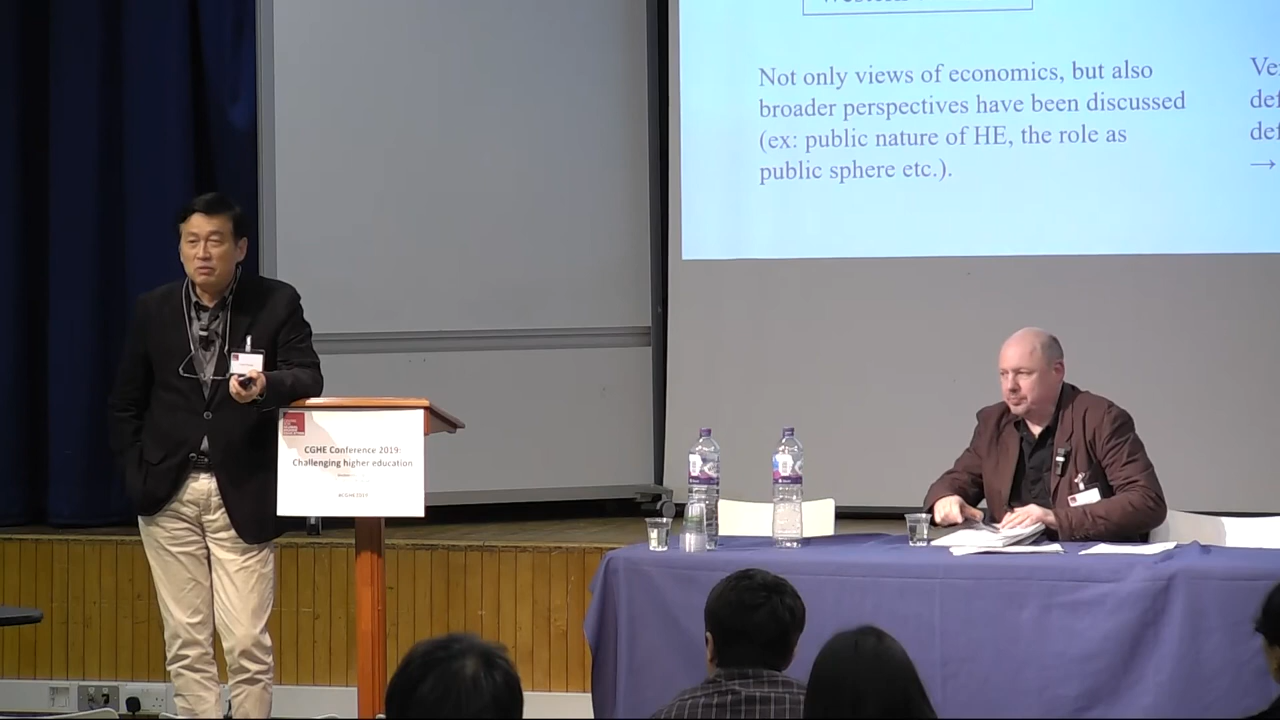 Not only views of economics, but also
broader perspectives have been discussed
(ex: public nature of HE, the role as
public sphere etc.).
→
CGHE Conference 2019:
Challenging higher education
#CGHE2019